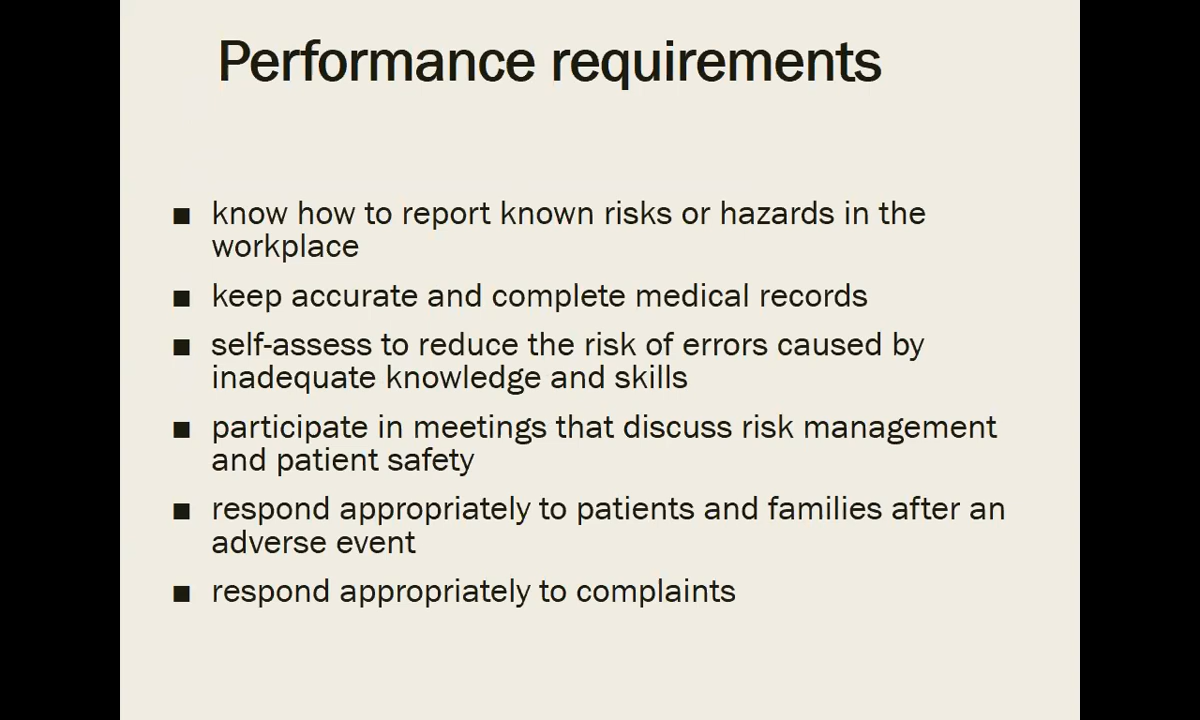 Performance requirements
■ know how to report known risks or hazards in the
workplace
■ keep accurate and complete medical records
■ self-assess to reduce the risk of errors caused by
inadequate knowledge and skills
■ participate in meetings that discuss risk management
and patient safety
■ respond appropriately to patients and families after an
adverse event
■ respond appropriately to complaints